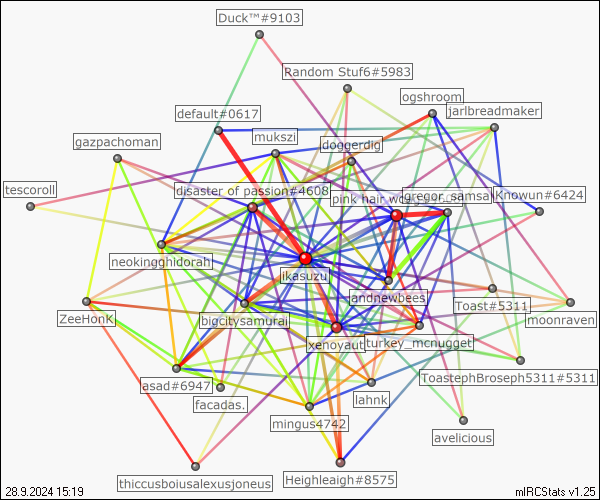 Duck™#9103
Random Stuf6#5983
ogshroom
jarlbreadmaker
default#0617
mukszi
doggerdig
gazpachoman
tescoroll
disaster of passion#4608
pink hair
gregor_samsa
Knowun#6424
neokingghidorah
ikasuzu
andnewbees
Toast#5311
moonraven
ZeeHonK
bigcitysamurai
xenoyaut
turkey_mcnugget
asad#6947
facadas.
lahnk
ToastephBroseph5311#5311
mingus4742
avelicious
thiccusboiusalexusjoneus
Heighleagh#8575
28.9.2024 15:19
mIRCStats v1.25